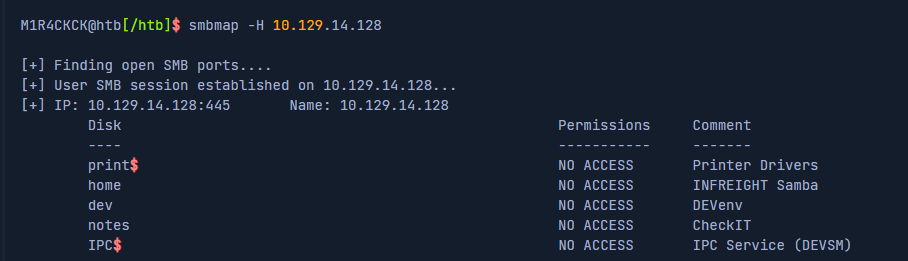 M1R4CKCK@htb[/htb]$ smbmap -H 10.129.14.128
[+] Finding open SMB ports....
[+] User SMB session established on 10.129.14.128...
[+] IP: 10.129.14.128:445 Name: 10.129.14.128
Disk Permissions Comment
---- ----------- -------
print$ NO ACCESS Printer Drivers
home NO ACCESS INFREIGHT Samba
dev NO ACCESS DEVenv
notes NO ACCESS CheckIT
IPC$ NO ACCESS IPC Service (DEVSM)